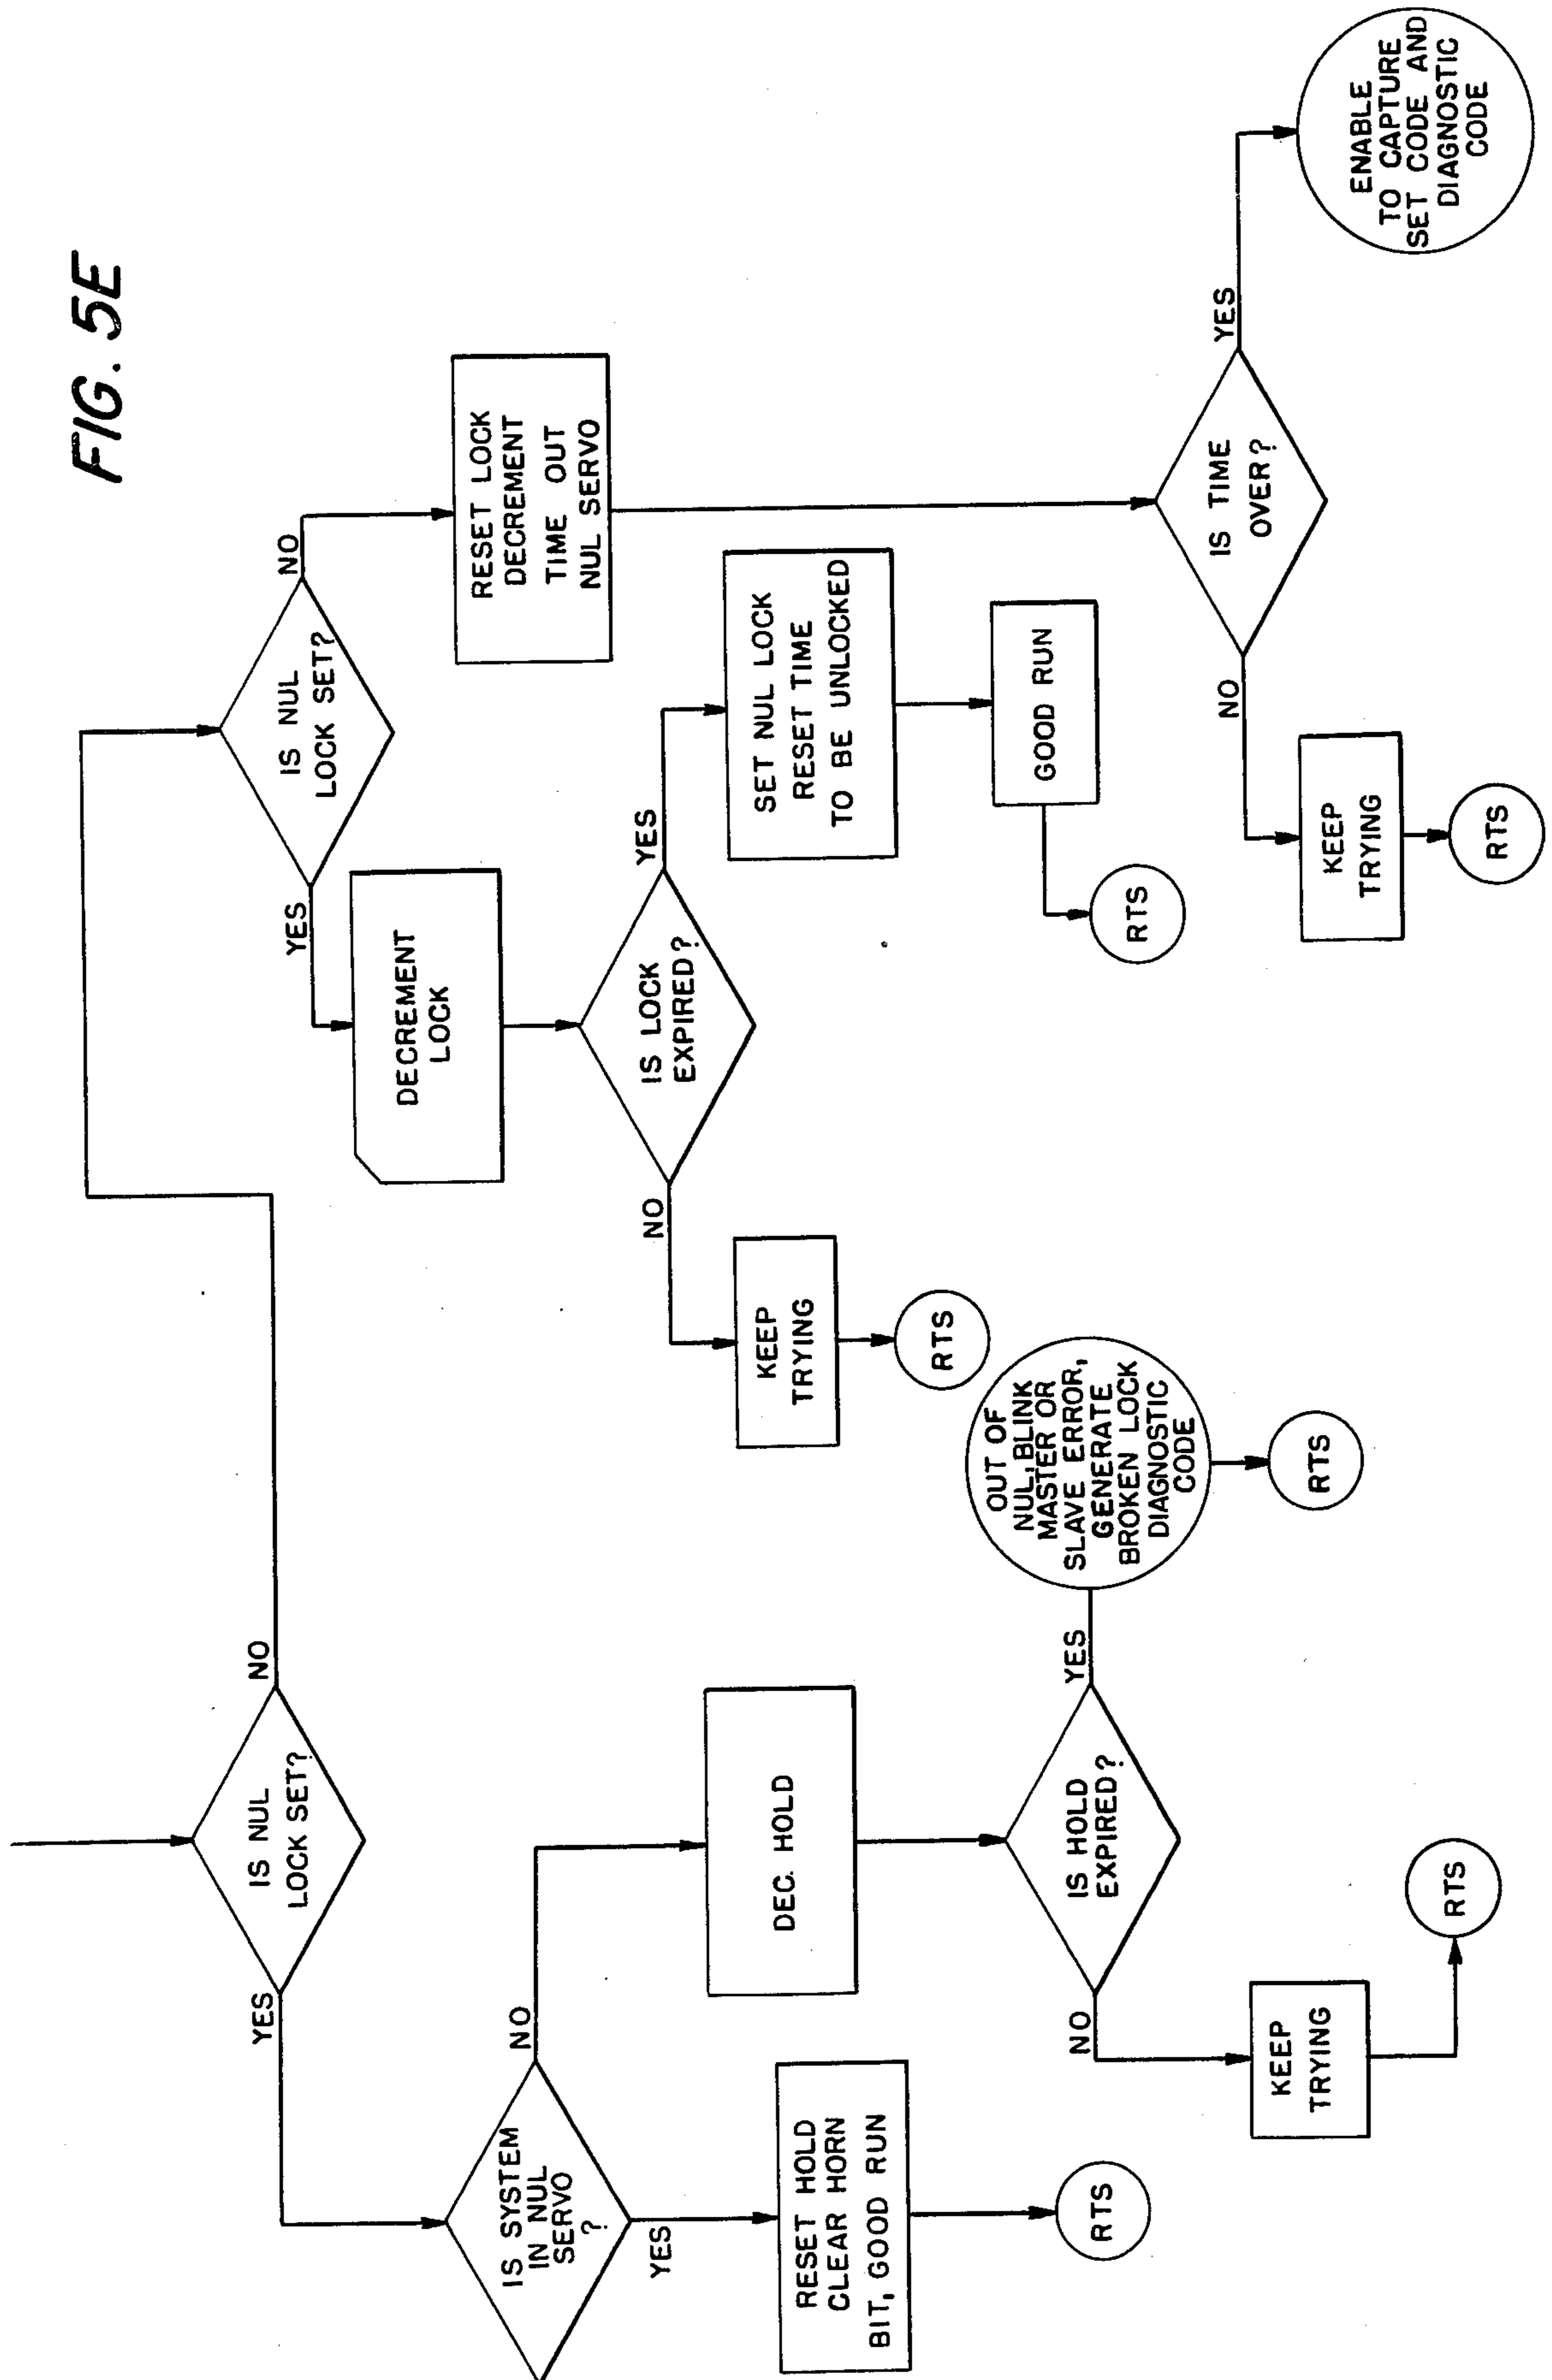 FIG. 5E
IS NUL
LOCK SET?
YES
NO
IS SYSTEM
IN NUL
SERVO
?
YES
NO
RESET HOLD
CLEAR HORN
BIT, GOOD RUN
RTS
DEC. HOLD
IS HOLD
EXPIRED?
NO
YES
KEEP
TRYING
RTS
OUT OF
NUL, BLINK
MASTER OR
SLAVE ERROR,
GENERATE
BROKEN LOCK
DIAGNOSTIC
CODE
RTS
IS NUL
LOCK SET?
YES
NO
DECREMENT
LOCK
IS LOCK
EXPIRED?
NO
YES
KEEP
TRYING
RTS
SET NUL LOCK
RESET TIME
TO BE UNLOCKED
GOOD RUN
RTS
RESET LOCK
DECREMENT
TIME OUT
NUL SERVO
IS TIME
OVER?
NO
YES
KEEP
TRYING
RTS
ENABLE
TO CAPTURE
SET CODE AND
DIAGNOSTIC
CODE